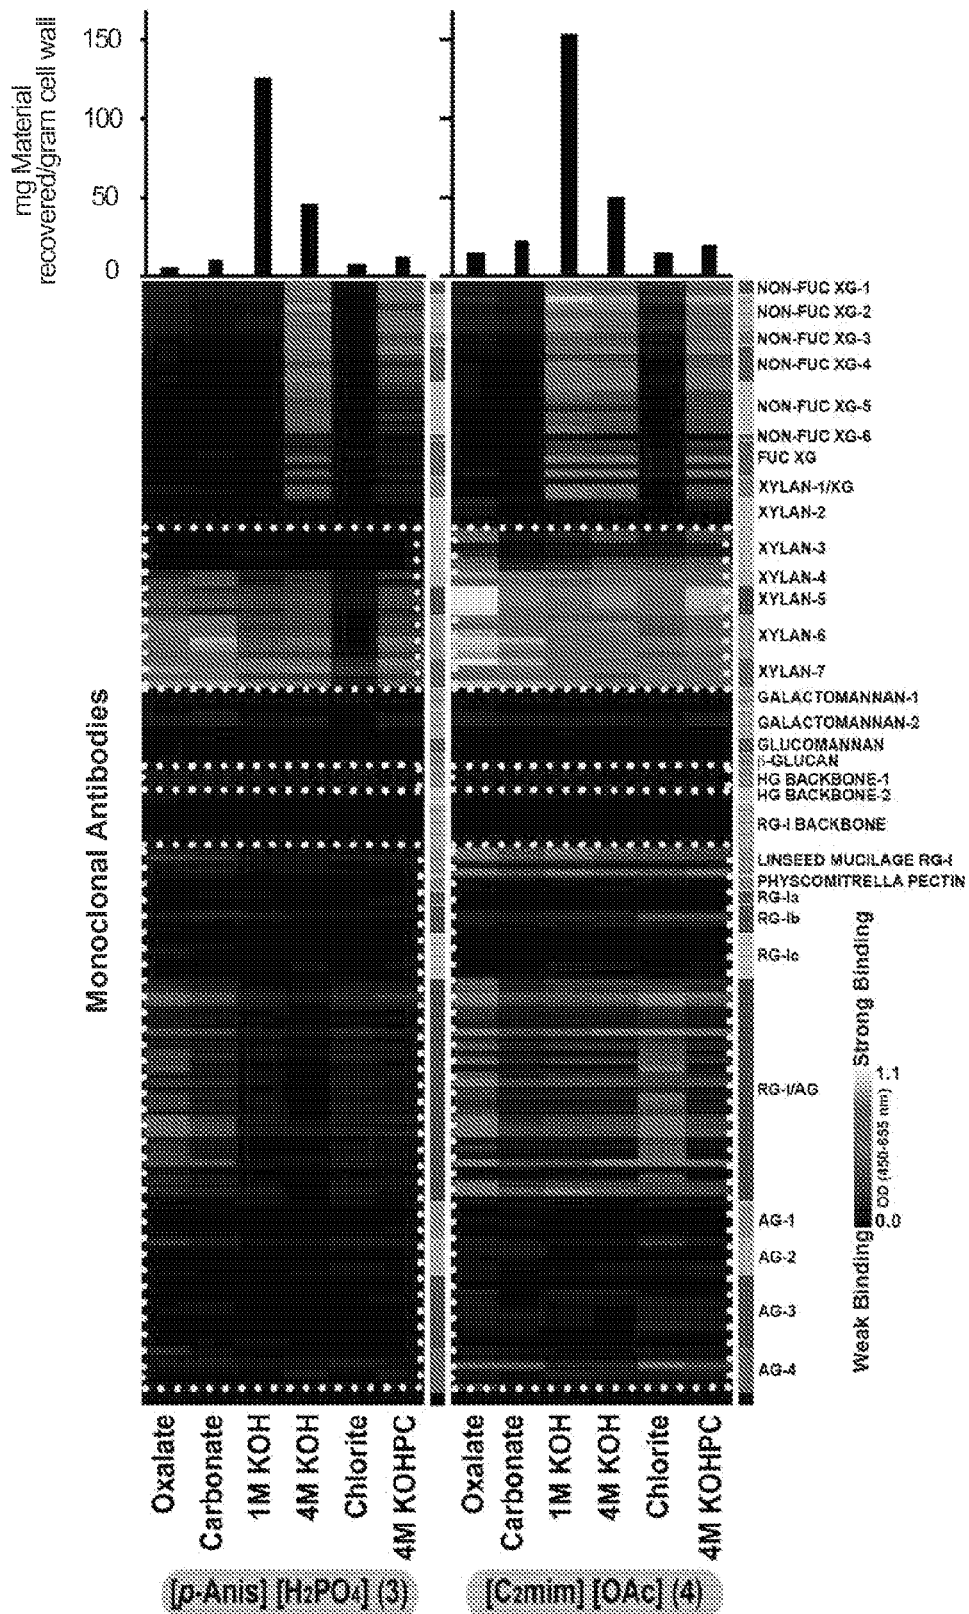 mg Material
recovered/gram cell wall
150
100
50
0
NON-FUC XG-1
NON-FUC XG-2
NON-FUC XG-3
NON-FUC XG-4
NON-FUC XG-5
NON-FUC XG-6
FUC XG
XYLAN-1/XG
XYLAN-2
XYLAN-3
XYLAN-4
XYLAN-5
XYLAN-6
XYLAN-7
GALACTOMANNAN-1
GALACTOMANNAN-2
GLUCOMANNAN
β-GLUCAN
HG BACKBONE-1
HG BACKBONE-2
RG-I BACKBONE
LINSEED MUCILAGE RG-I
PHYSCOMITRELLA PECTIN
RG-Ia
RG-Ib
RG-Ic
RG-I/AG
AG-1
AG-2
AG-3
AG-4
Monoclonal Antibodies
Strong Binding
1.1
OD (450-655 nm)
0.0
Weak Binding
Oxalate
Carbonate
1M KOH
4M KOH
Chlorite
4M KOHPC
Oxalate
Carbonate
1M KOH
4M KOH
Chlorite
4M KOHPC
[p-Anis] [H₂PO₄] (3)
[C₂mim] [OAc] (4)